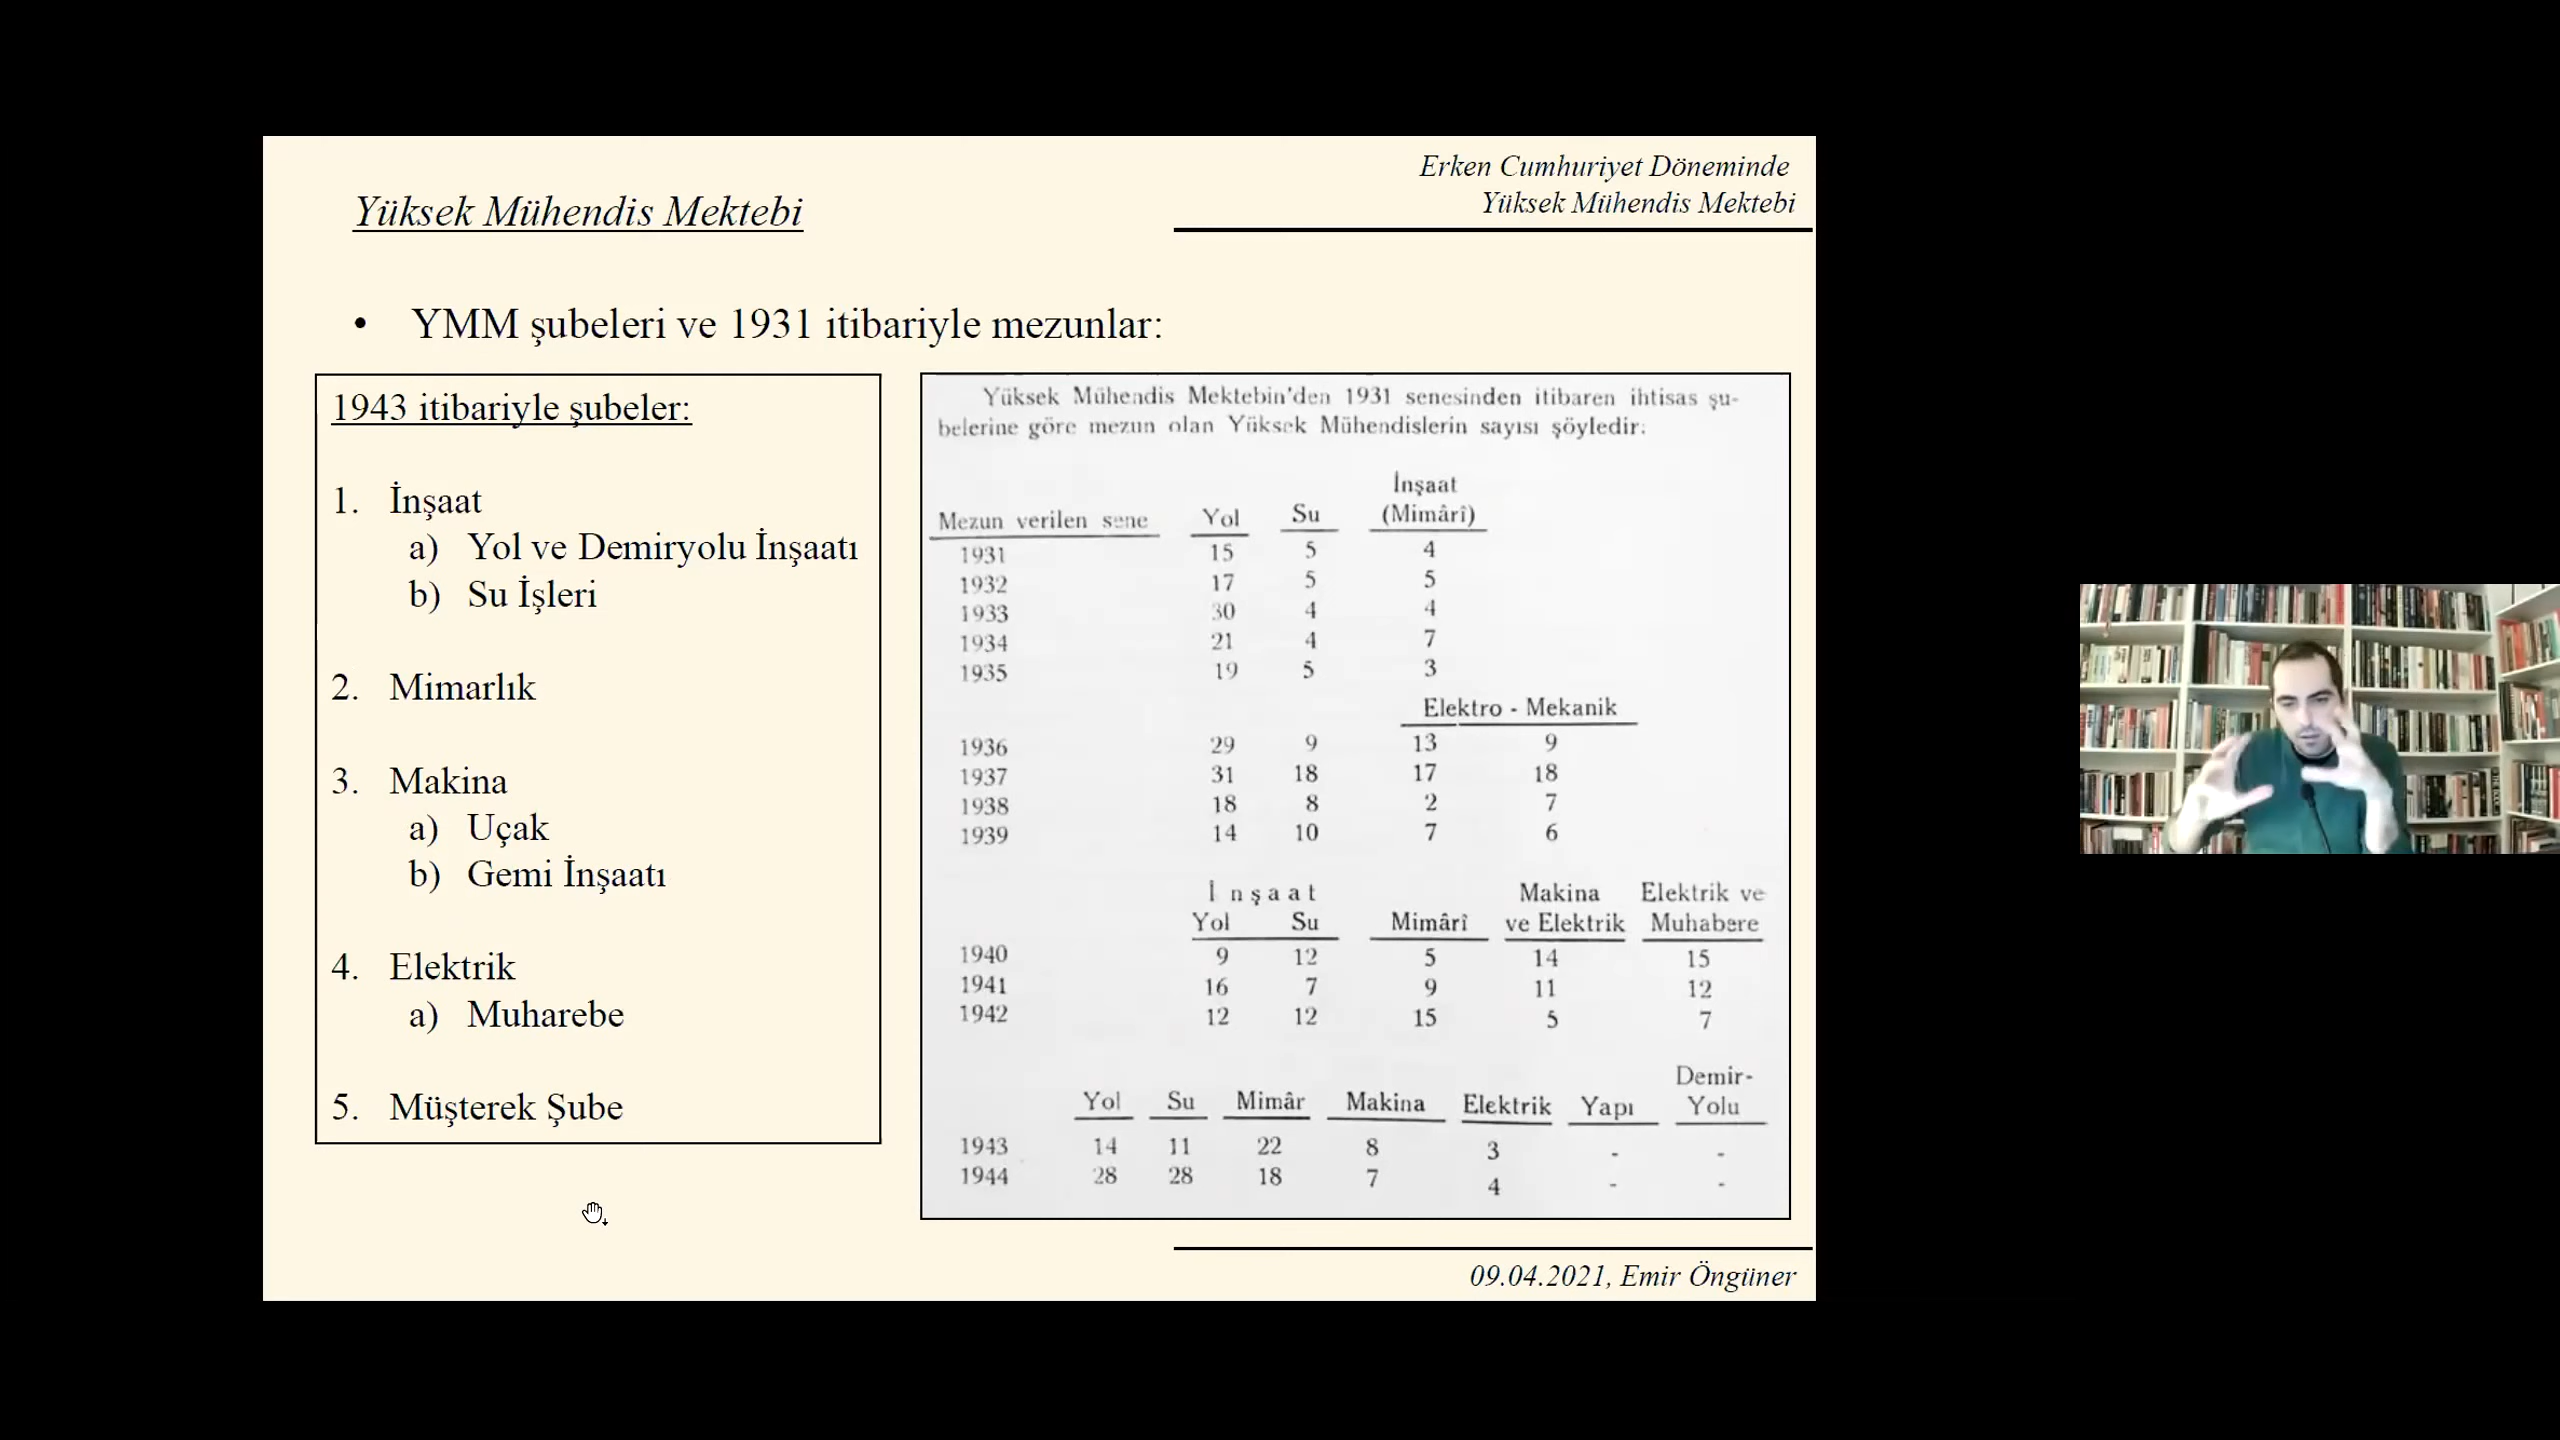 Erken Cumhuriyet Döneminde
Yüksek Mühendis Mektebi
Yüksek Mühendis Mektebi
• YMM şubeleri ve 1931 itibariyle mezunlar:
1943 itibariyle şubeler:
1. İnşaat
a) Yol ve Demiryolu İnşaatı
b) Su İşleri
2. Mimarlık
3. Makina
a) Uçak
b) Gemi İnşaatı
4. Elektrik
a) Muharebe
5. Müşterek Şube
Yüksek Mühendis Mektebin'den 1931 senesinden itibaren ihtisas şu-
belerine göre mezun olan Yüksek Mühendislerin sayısı şöyledir:
İnşaat
Mezun verilen sene Yol Su (Mimârî)
1931 15 5 4
1932 17 5 5
1933 30 4 4
1934 21 4 7
1935 19 5 3
Elektro - Mekanik
1936 29 9 13 9
1937 31 18 17 18
1938 18 8 2 7
1939 14 10 7 6
İnşaat Makina Elektrik ve
Yol Su Mimârî ve Elektrik Muhabere
1940 9 12 5 14 15
1941 16 7 9 11 12
1942 12 12 15 5 7
Demir-
Yol Su Mimâr Makina Elektrik Yapı Yolu
1943 14 11 22 8 3 - -
1944 28 28 18 7 4 - -
09.04.2021, Emir Öngüner